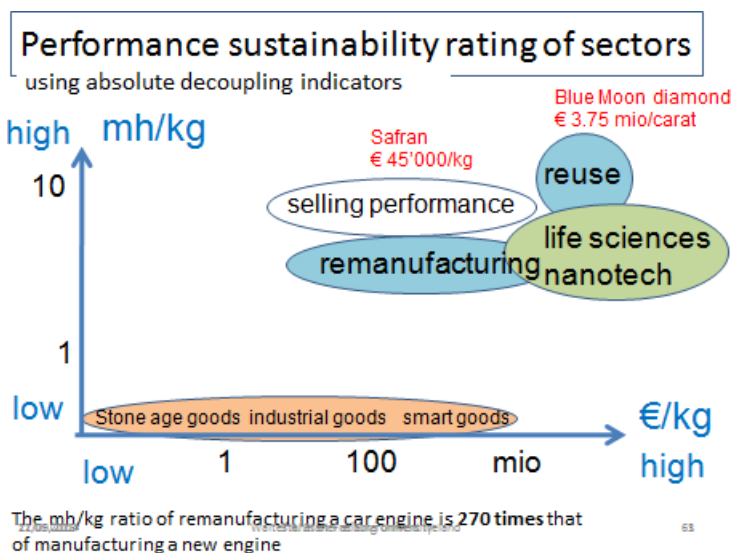 Performance sustainability rating of sectors
using absolute decoupling indicators
Blue Moon diamond
€ 3.75 mio/carat
high mh/kg
Safran
€ 45'000/kg
10
reuse
selling performance
life sciences
remanufacturing
nanotech
1
low
Stone age goods industrial goods smart goods
€/kg
low
1
100
mio
high
The mh/kg ratio of remanufacturing a car engine is 270 times that
63
of manufacturing a new engine